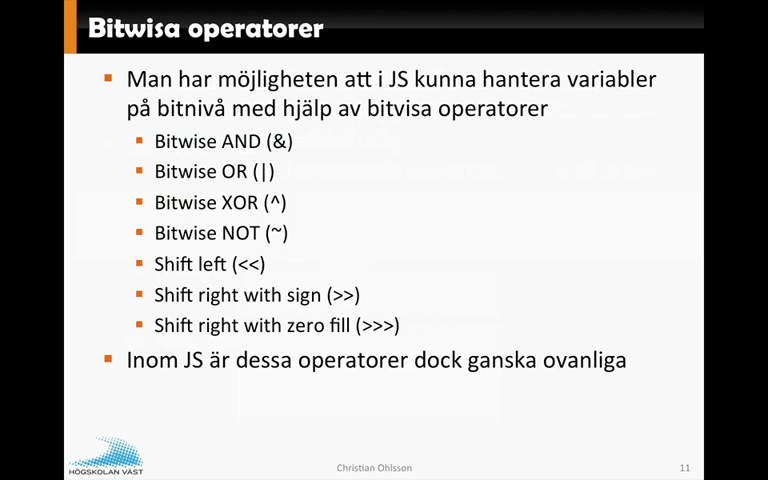 Bitwisa operatorer
Man har möjligheten att i JS kunna hantera variabler
på bitnivå med hjälp av bitvisa operatorer
Bitwise AND (&)
Bitwise OR (|)
Bitwise XOR (^)
Bitwise NOT (~)
Shift left (<<)
Shift right with sign (>>)
Shift right with zero fill (>>>)
Inom JS är dessa operatorer dock ganska ovanliga
HÖGSKOLAN VÄST
Christian Ohlsson
11